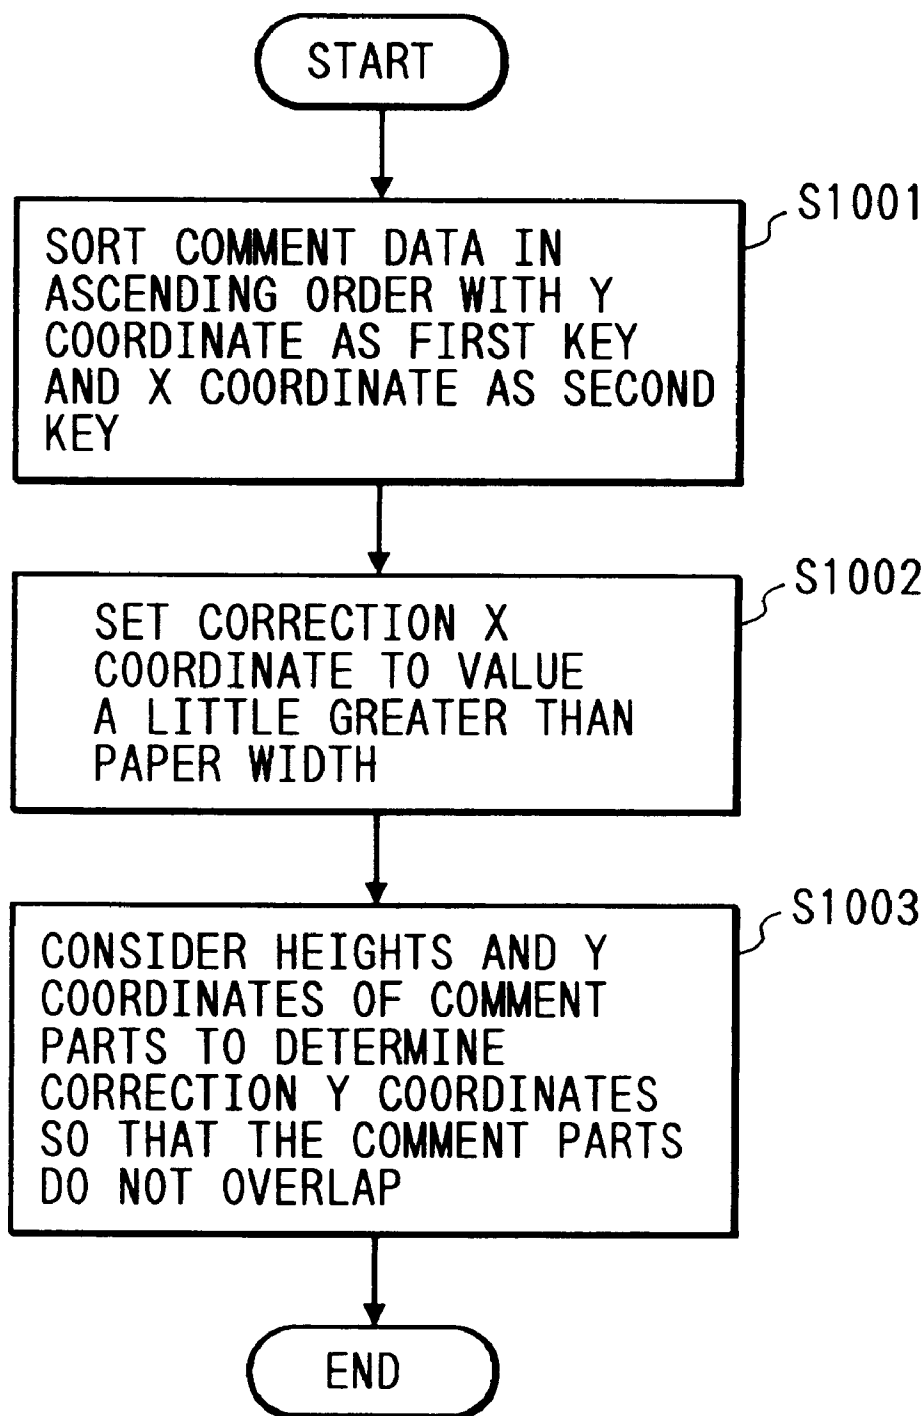 START
S1001
SORT COMMENT DATA IN
ASCENDING ORDER WITH Y
COORDINATE AS FIRST KEY
AND X COORDINATE AS SECOND
KEY
S1002
SET CORRECTION X
COORDINATE TO VALUE
A LITTLE GREATER THAN
PAPER WIDTH
S1003
CONSIDER HEIGHTS AND Y
COORDINATES OF COMMENT
PARTS TO DETERMINE
CORRECTION Y COORDINATES
SO THAT THE COMMENT PARTS
DO NOT OVERLAP
END